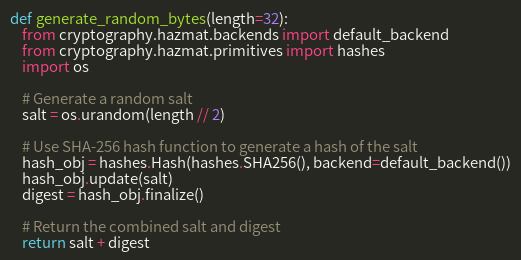 def generate_random_bytes(length=32):
    from cryptography.hazmat.backends import default_backend
    from cryptography.hazmat.primitives import hashes
    import os

    # Generate a random salt
    salt = os.urandom(length // 2)

    # Use SHA-256 hash function to generate a hash of the salt
    hash_obj = hashes.Hash(hashes.SHA256(), backend=default_backend())
    hash_obj.update(salt)
    digest = hash_obj.finalize()

    # Return the combined salt and digest
    return salt + digest